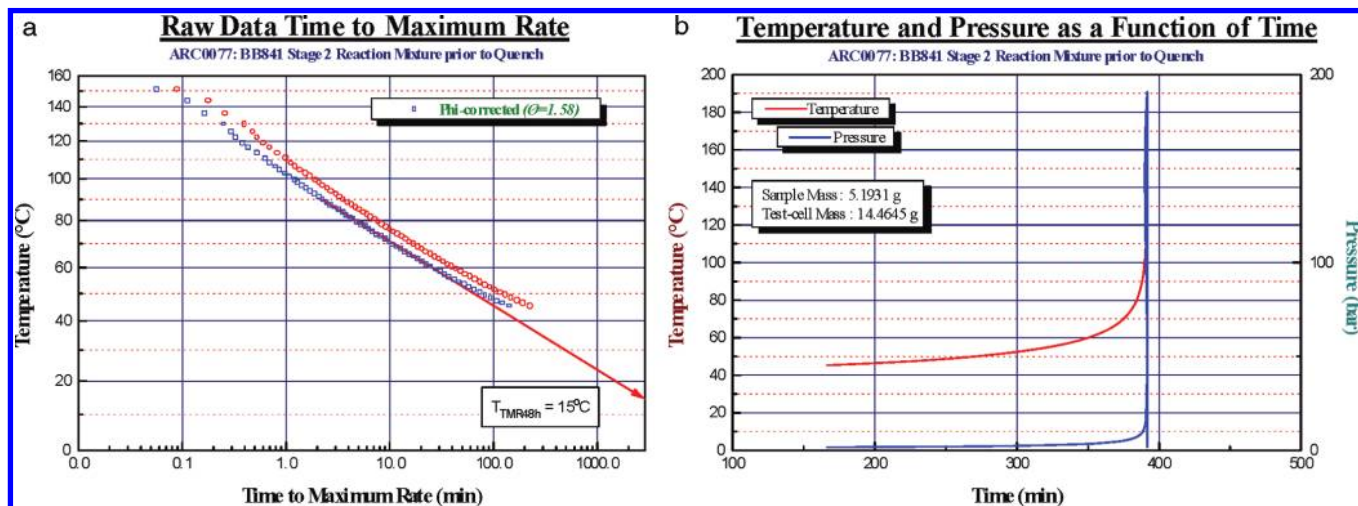 a
Raw Data Time to Maximum Rate
ARC0077: BB841 Stage 2 Reaction Mixture prior to Quench
Phi-corrected (Ø=1.58)
T_TMR48h = 15°C
Temperature (°C)
160
140
120
100
80
60
40
20
0
0.0 0.1 1.0 10.0 100.0 1000.0
Time to Maximum Rate (min)
b
Temperature and Pressure as a Function of Time
ARC0077: BB841 Stage 2 Reaction Mixture prior to Quench
Temperature
Pressure
Sample Mass : 5.1931 g
Test-cell Mass : 14.4645 g
Temperature (°C)
200
180
160
140
120
100
80
60
40
20
0
100 200 300 400 500
Time (min)
200
100
0
Pressure (bar)